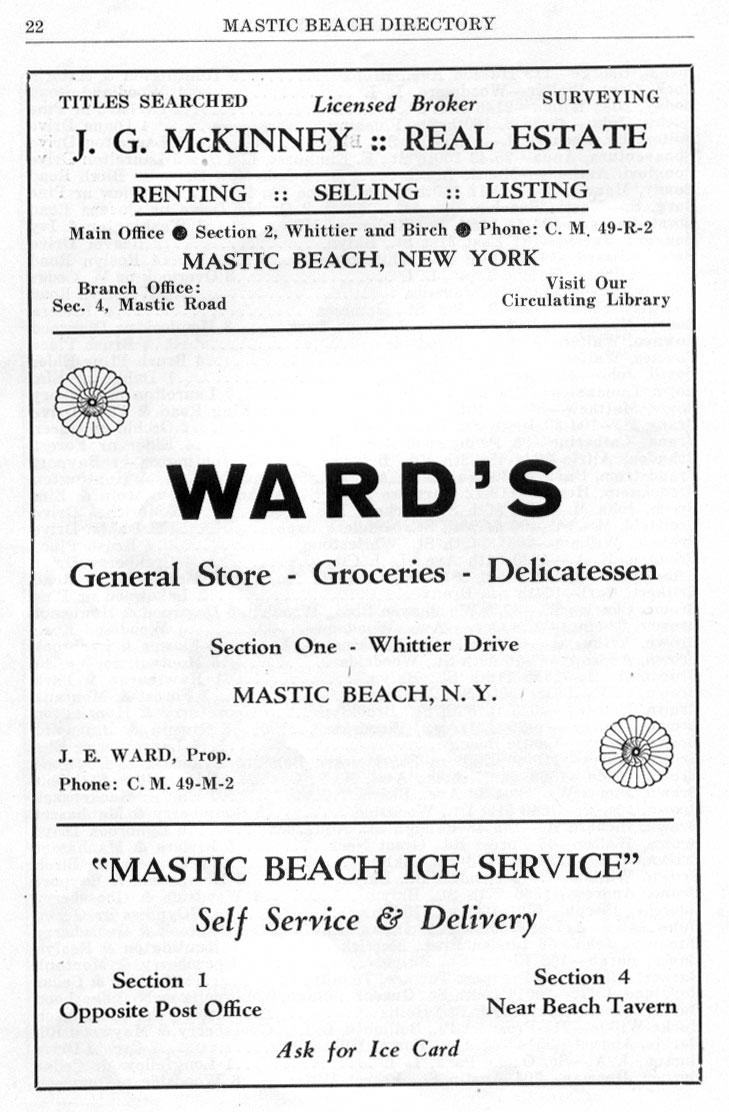 22 MASTIC BEACH DIRECTORY
TITLES SEARCHED Licensed Broker SURVEYING
J. G. McKINNEY :: REAL ESTATE
RENTING :: SELLING :: LISTING
Main Office ● Section 2, Whittier and Birch ● Phone: C. M. 49-R-2
MASTIC BEACH, NEW YORK
Branch Office:
Sec. 4, Mastic Road
Visit Our
Circulating Library
WARD'S
General Store - Groceries - Delicatessen
Section One - Whittier Drive
MASTIC BEACH, N. Y.
J. E. WARD, Prop.
Phone: C. M. 49-M-2
"MASTIC BEACH ICE SERVICE"
Self Service & Delivery
Section 1
Opposite Post Office
Section 4
Near Beach Tavern
Ask for Ice Card